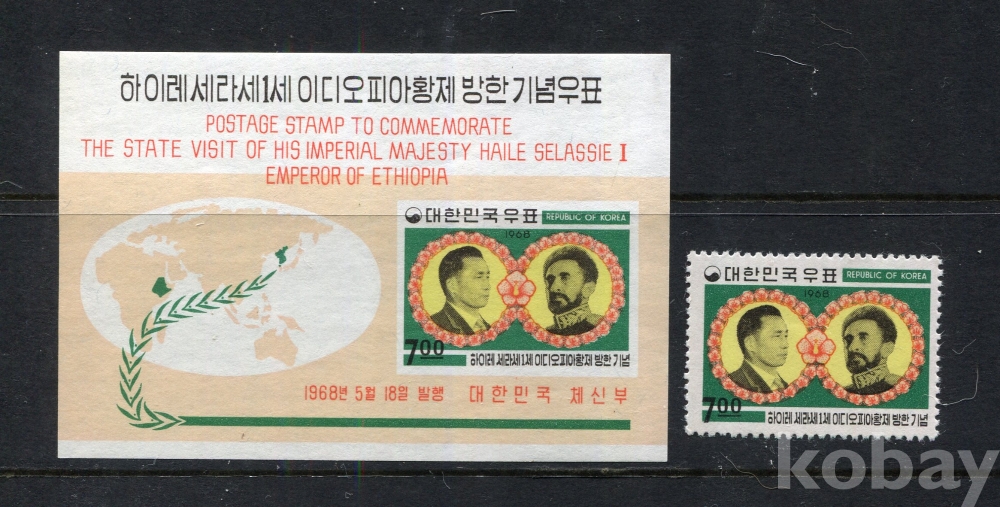 하이레 세라세1세 이디오피아황제 방한 기념우표
POSTAGE STAMP TO COMMEMORATE
THE STATE VISIT OF HIS IMPERIAL MAJESTY HAILE SELASSIE I
EMPEROR OF ETHIOPIA
대한민국우표 REPUBLIC OF KOREA
1968
7.00 하이레 세라세 1세 이디오피아황제 방한 기념
1968년 5월 18일 발행 대한민국 체신부
대한민국우표 REPUBLIC OF KOREA
1968
7.00 하이레 세라세 1세 이디오피아황제 방한 기념
kobay